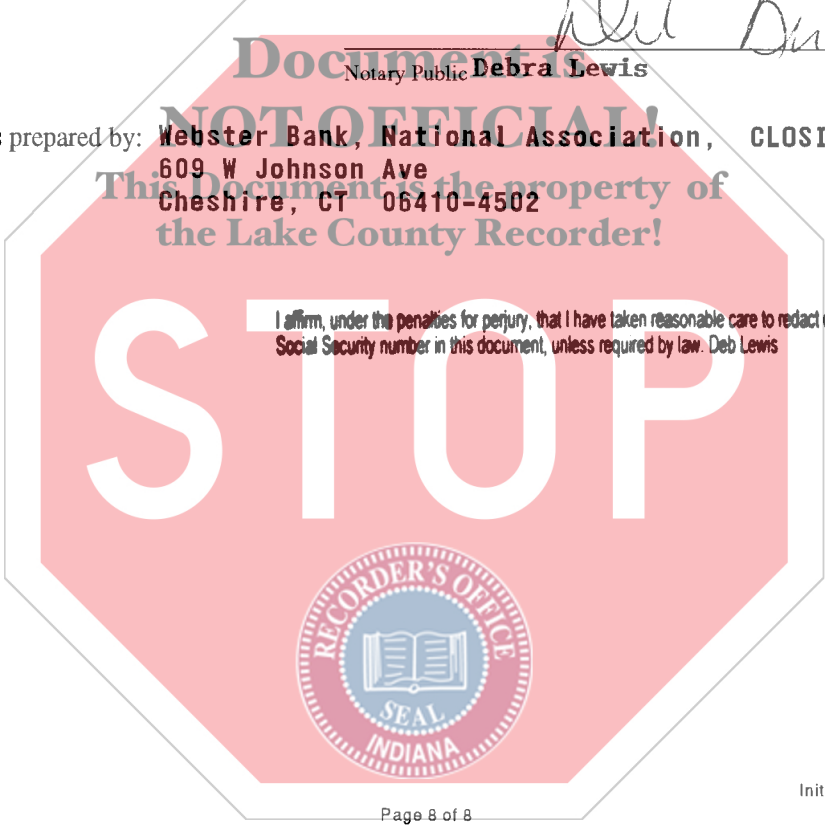 Document is
Notary Public Debra Lewis
NOT OFFICIAL!
prepared by: Webster Bank, National Association, CLOSI
609 W Johnson Ave
This Document is the property of
Cheshire, CT 06410-4502
the Lake County Recorder!
I affirm, under the penalties for perjury, that I have taken reasonable care to redact
Social Security number in this document, unless required by law. Deb Lewis
STOP
RECORDER'S OFFICE
SEAL
INDIANA
Init
Page 8 of 8